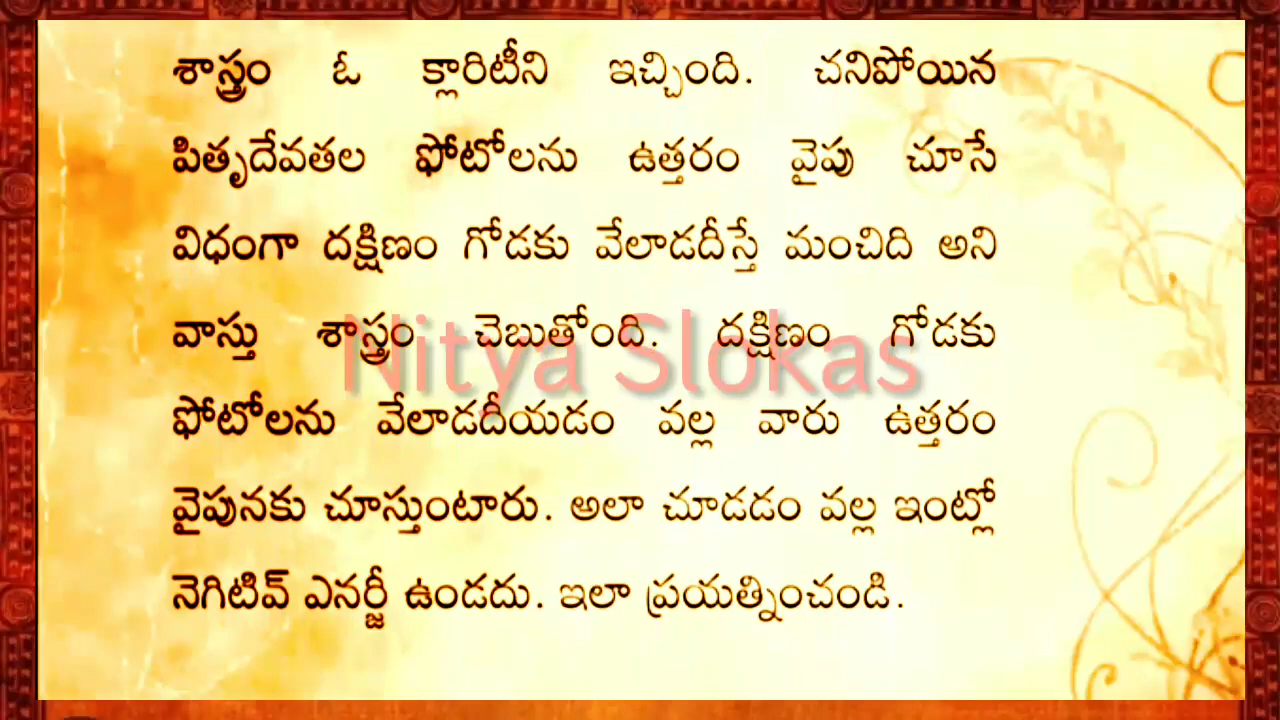 శాస్త్రం ఓ క్లారిటీని ఇచ్చింది. చనిపోయిన
పితృదేవతల ఫోటోలను ఉత్తరం వైపు చూసే
విధంగా దక్షిణం గోడకు వేలాడదీస్తే మంచిది అని
వాస్తు శాస్త్రం చెబుతోంది. దక్షిణం గోడకు
Nitya Slokas
ఫోటోలను వేలాడదీయడం వల్ల వారు ఉత్తరం
వైపునకు చూస్తుంటారు. అలా చూడడం వల్ల ఇంట్లో
నెగిటివ్ ఎనర్జీ ఉండదు. ఇలా ప్రయత్నించండి.